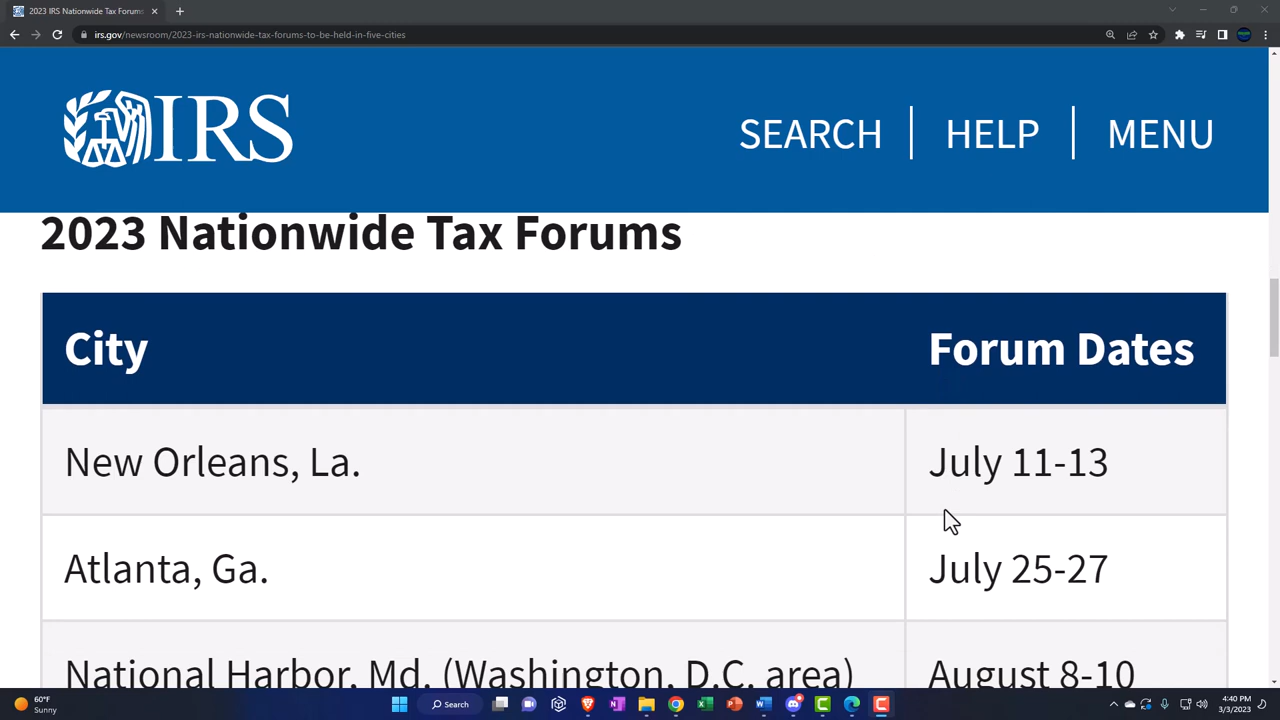 2023 IRS Nationwide Tax Forums
irs.gov/newsroom/2023-irs-nationwide-tax-forums-to-be-held-in-five-cities
IRS
SEARCH
HELP
MENU
2023 Nationwide Tax Forums
City
Forum Dates
New Orleans, La.
July 11-13
Atlanta, Ga.
July 25-27
National Harbor, Md. (Washington, D.C. area)
August 8-10
60°F
Sunny
Search
4:40 PM
3/3/2023